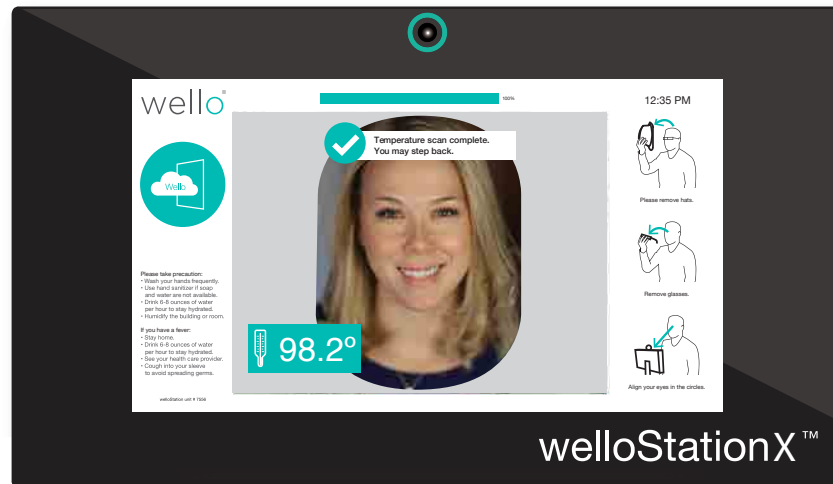 wello®
100%
12:35 PM
Temperature scan complete.
You may step back.
Wello
Please remove hats.
Please take precaution:
• Wash your hands frequently.
• Use hand sanitizer if soap
and water are not available.
• Drink 6-8 ounces of water
per hour to stay hydrated.
• Humidify the building or room.
If you have a fever:
• Stay home.
• Drink 6-8 ounces of water
per hour to stay hydrated.
• See your health care provider.
• Cough into your sleeve
to avoid spreading germs.
welloStation unit # 7556
98.2º
Remove glasses.
Align your eyes in the circles.
welloStationX™